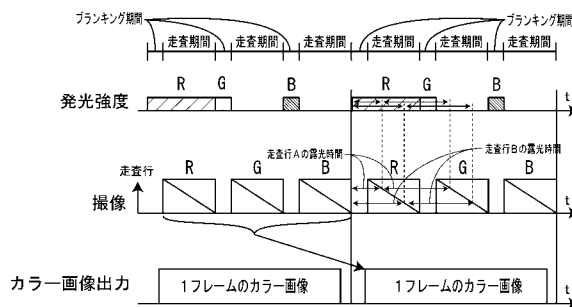 ブランキング期間 ブランキング期間
走査期間 走査期間 走査期間 走査期間 走査期間 走査期間
発光強度 R G B R G B t
走査行Aの露光時間 走査行Bの露光時間
走査行
撮像 R G B R G B t
カラー画像出力 1フレームのカラー画像 1フレームのカラー画像 t